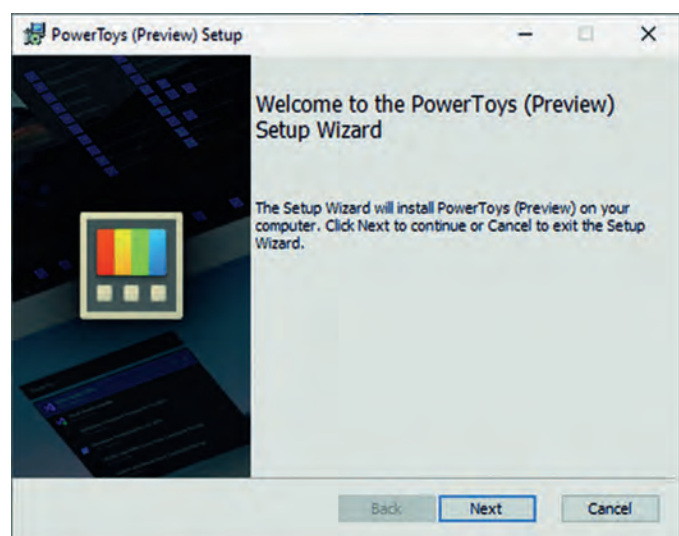 PowerToys (Preview) Setup
Welcome to the PowerToys (Preview)
Setup Wizard
The Setup Wizard will install PowerToys (Preview) on your
computer. Click Next to continue or Cancel to exit the Setup
Wizard.
Back
Next
Cancel